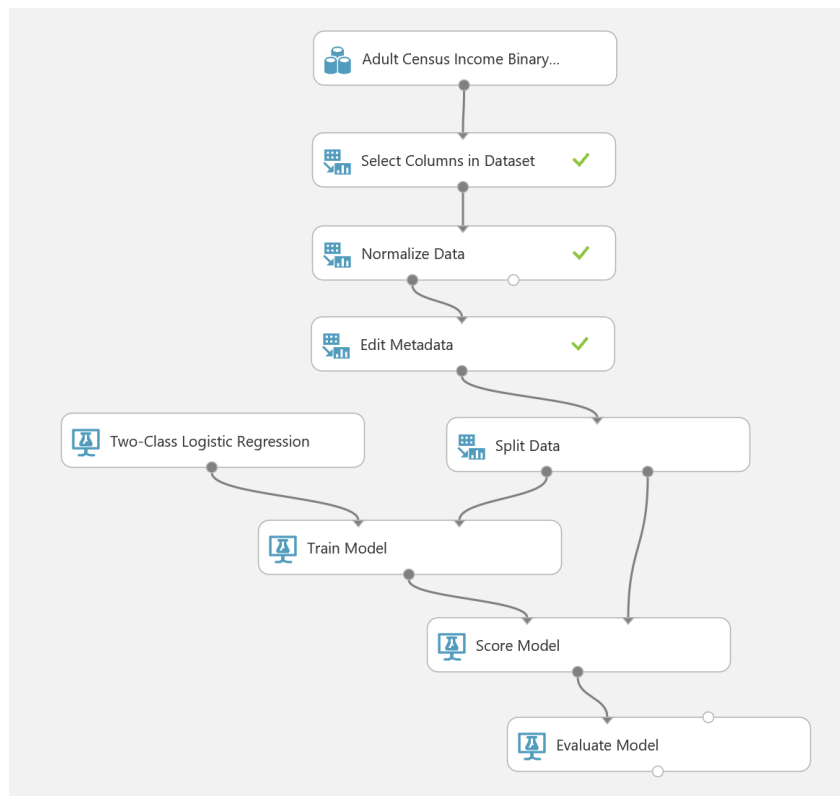 Adult Census Income Binary...
Select Columns in Dataset
Normalize Data
Edit Metadata
Two-Class Logistic Regression
Split Data
Train Model
Score Model
Evaluate Model